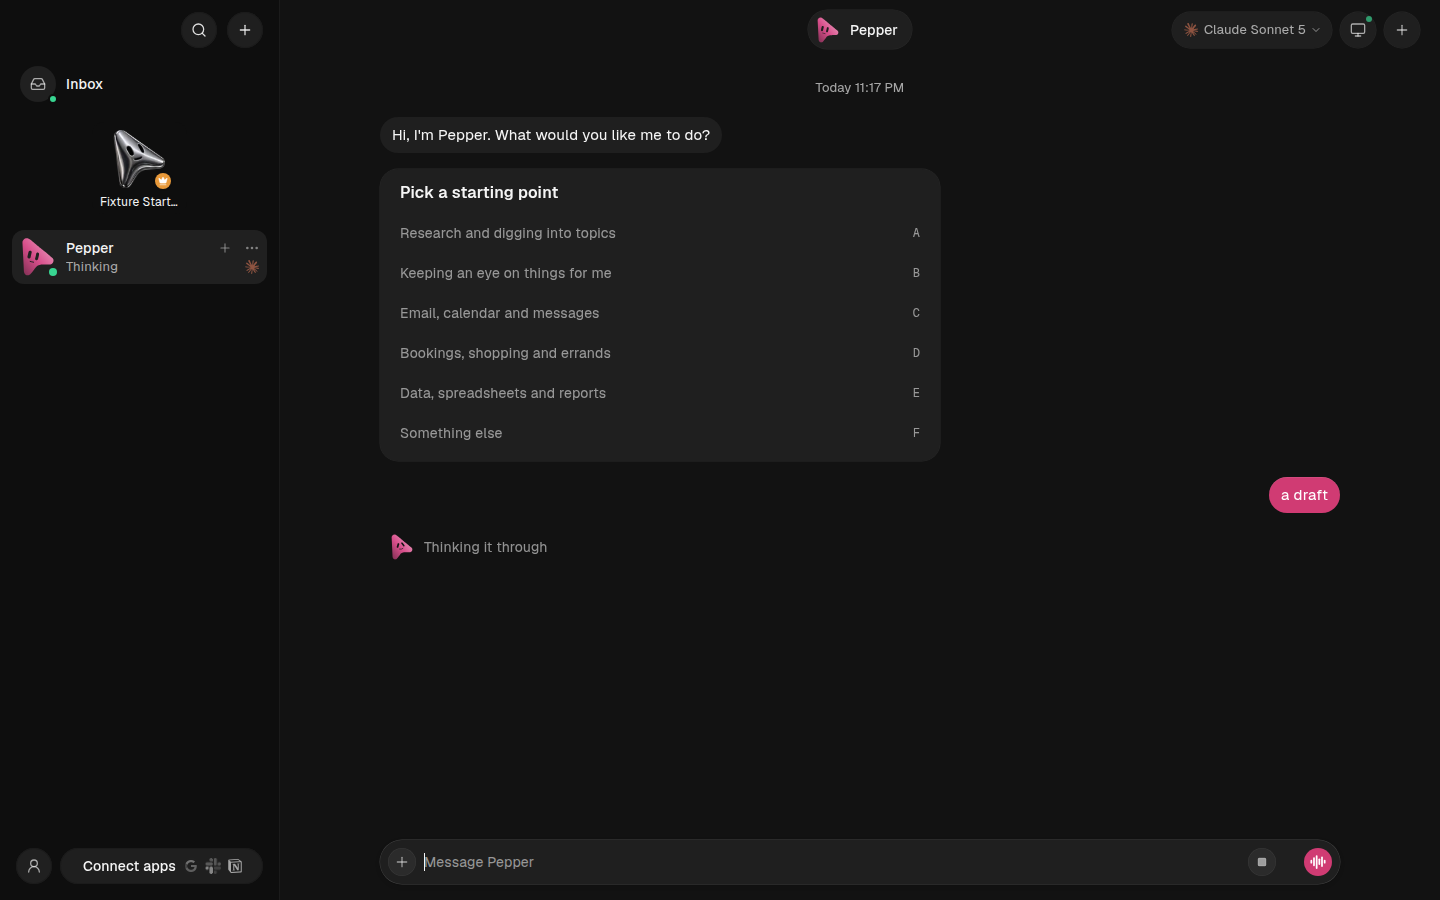 Inbox
Fixture Start…
Pepper
Thinking
Connect apps
Pepper
Claude Sonnet 5
Today 11:17 PM
Hi, I'm Pepper. What would you like me to do?
Pick a starting point
Research and digging into topics A
Keeping an eye on things for me B
Email, calendar and messages C
Bookings, shopping and errands D
Data, spreadsheets and reports E
Something else F
a draft
Thinking it through
Message Pepper